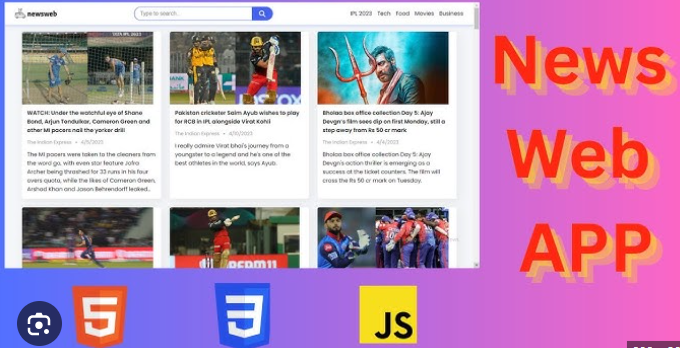 newsweb
Type to search...
IPL 2023 Tech Food Movies Business
WATCH: Under the watchful eye of Shane
Bond, Arjun Tendulkar, Cameron Green and
other MI pacers nail the yorker drill
The Indian Express
The MI pacers were taken to the cleaners from
the word go, with even star feature Jofra
Archer being thrashed for 33 runs in his four
overs quota, while the likes of Cameron Green,
Arshad Khan and Jason Behrendorff leaked..
Pakistan cricketer Saim Ayub wishes to play
for RCB in IPL alongside Virat Kohli
The Indian Express
I really admire Virat bhai's journey from a
youngster to a legend and he's one of the
best athletes in the world, says Ayub.
Bholaa box office collection Day 5: Ajay
Devgn's film sees dip on first Monday, still a
step away from Rs 50 cr mark
The Indian Express
Bholaa box office collection day 5: Ajay
Devgn's action thriller is emerging as a
success at the ticket counters. The film will
cross the Rs 50 cr mark on Tuesday.
News
Web
APP
5
3
JS